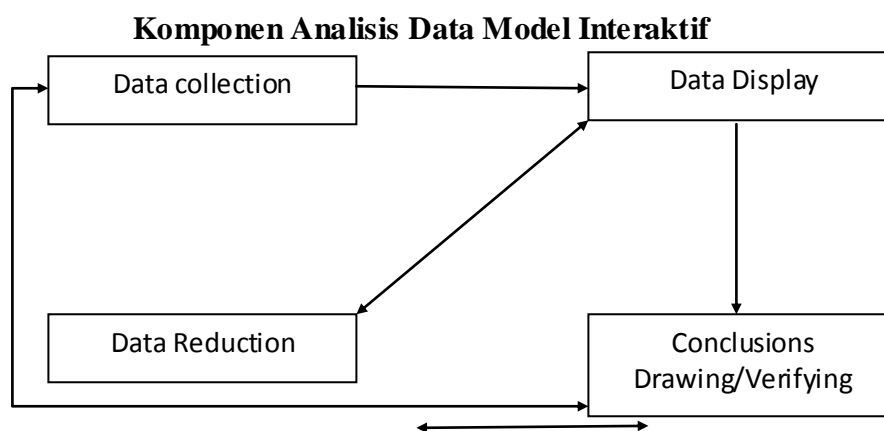 Komponen Analisis Data Model Interaktif
Data collection
Data Display
Data Reduction
Conclusions
Drawing/Verifying